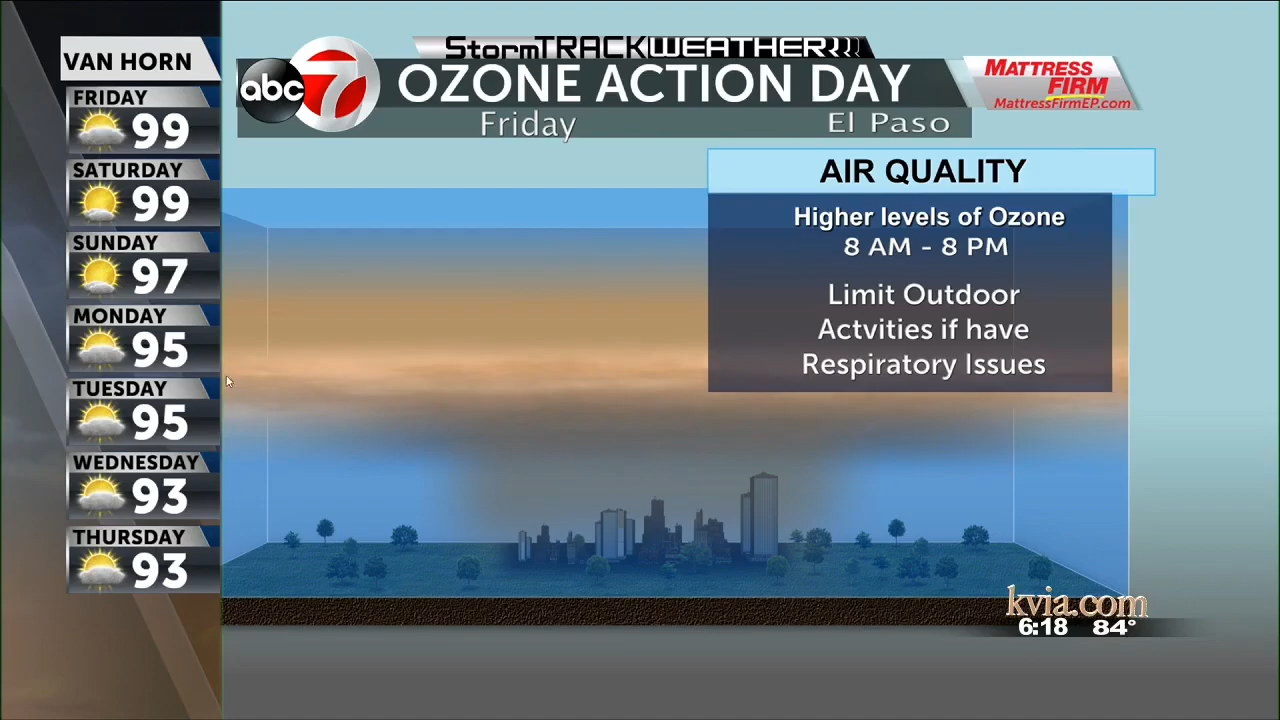 VAN HORN
FRIDAY
99
SATURDAY
99
SUNDAY
97
MONDAY
95
TUESDAY
95
WEDNESDAY
93
THURSDAY
93
StormTRACK WEATHER
abc 7
OZONE ACTION DAY
Friday El Paso
MATTRESS
FIRM
MattressFirmEP.com
AIR QUALITY
Higher levels of Ozone
8 AM - 8 PM
Limit Outdoor
Actvities if have
Respiratory Issues
kvia.com
6:18 84°